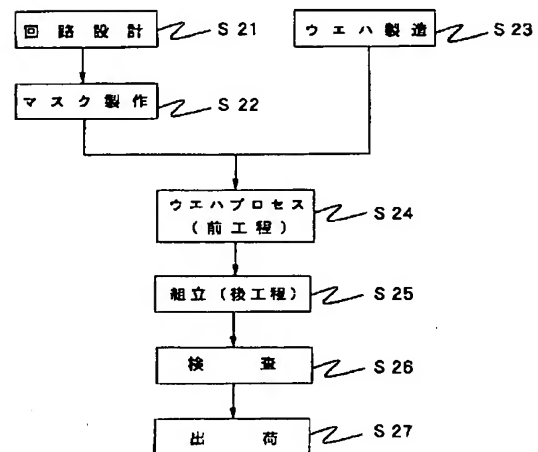 回路設計 S21
ウエハ製造 S23
マスク製作 S22
ウエハプロセス
(前工程) S24
組立(後工程) S25
検査 S26
出荷 S27